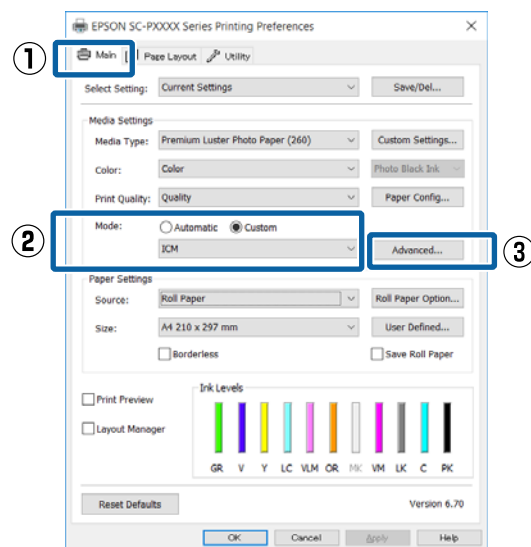 EPSON SC-PXXXX Series Printing Preferences
① Main Page Layout Utility
Select Setting: Current Settings Save/Del...
Media Settings
Media Type: Premium Luster Photo Paper (260) Custom Settings...
Color: Color Photo Black Ink
Print Quality: Quality Paper Config...
Mode: Automatic Custom
② ICM Advanced... ③
Paper Settings
Source: Roll Paper Roll Paper Option...
Size: A4 210 x 297 mm User Defined...
Borderless Save Roll Paper
Print Preview
Layout Manager
Ink Levels
GR V Y LC VLM OR MK VM LK C PK
Reset Defaults Version 6.70
OK Cancel Apply Help